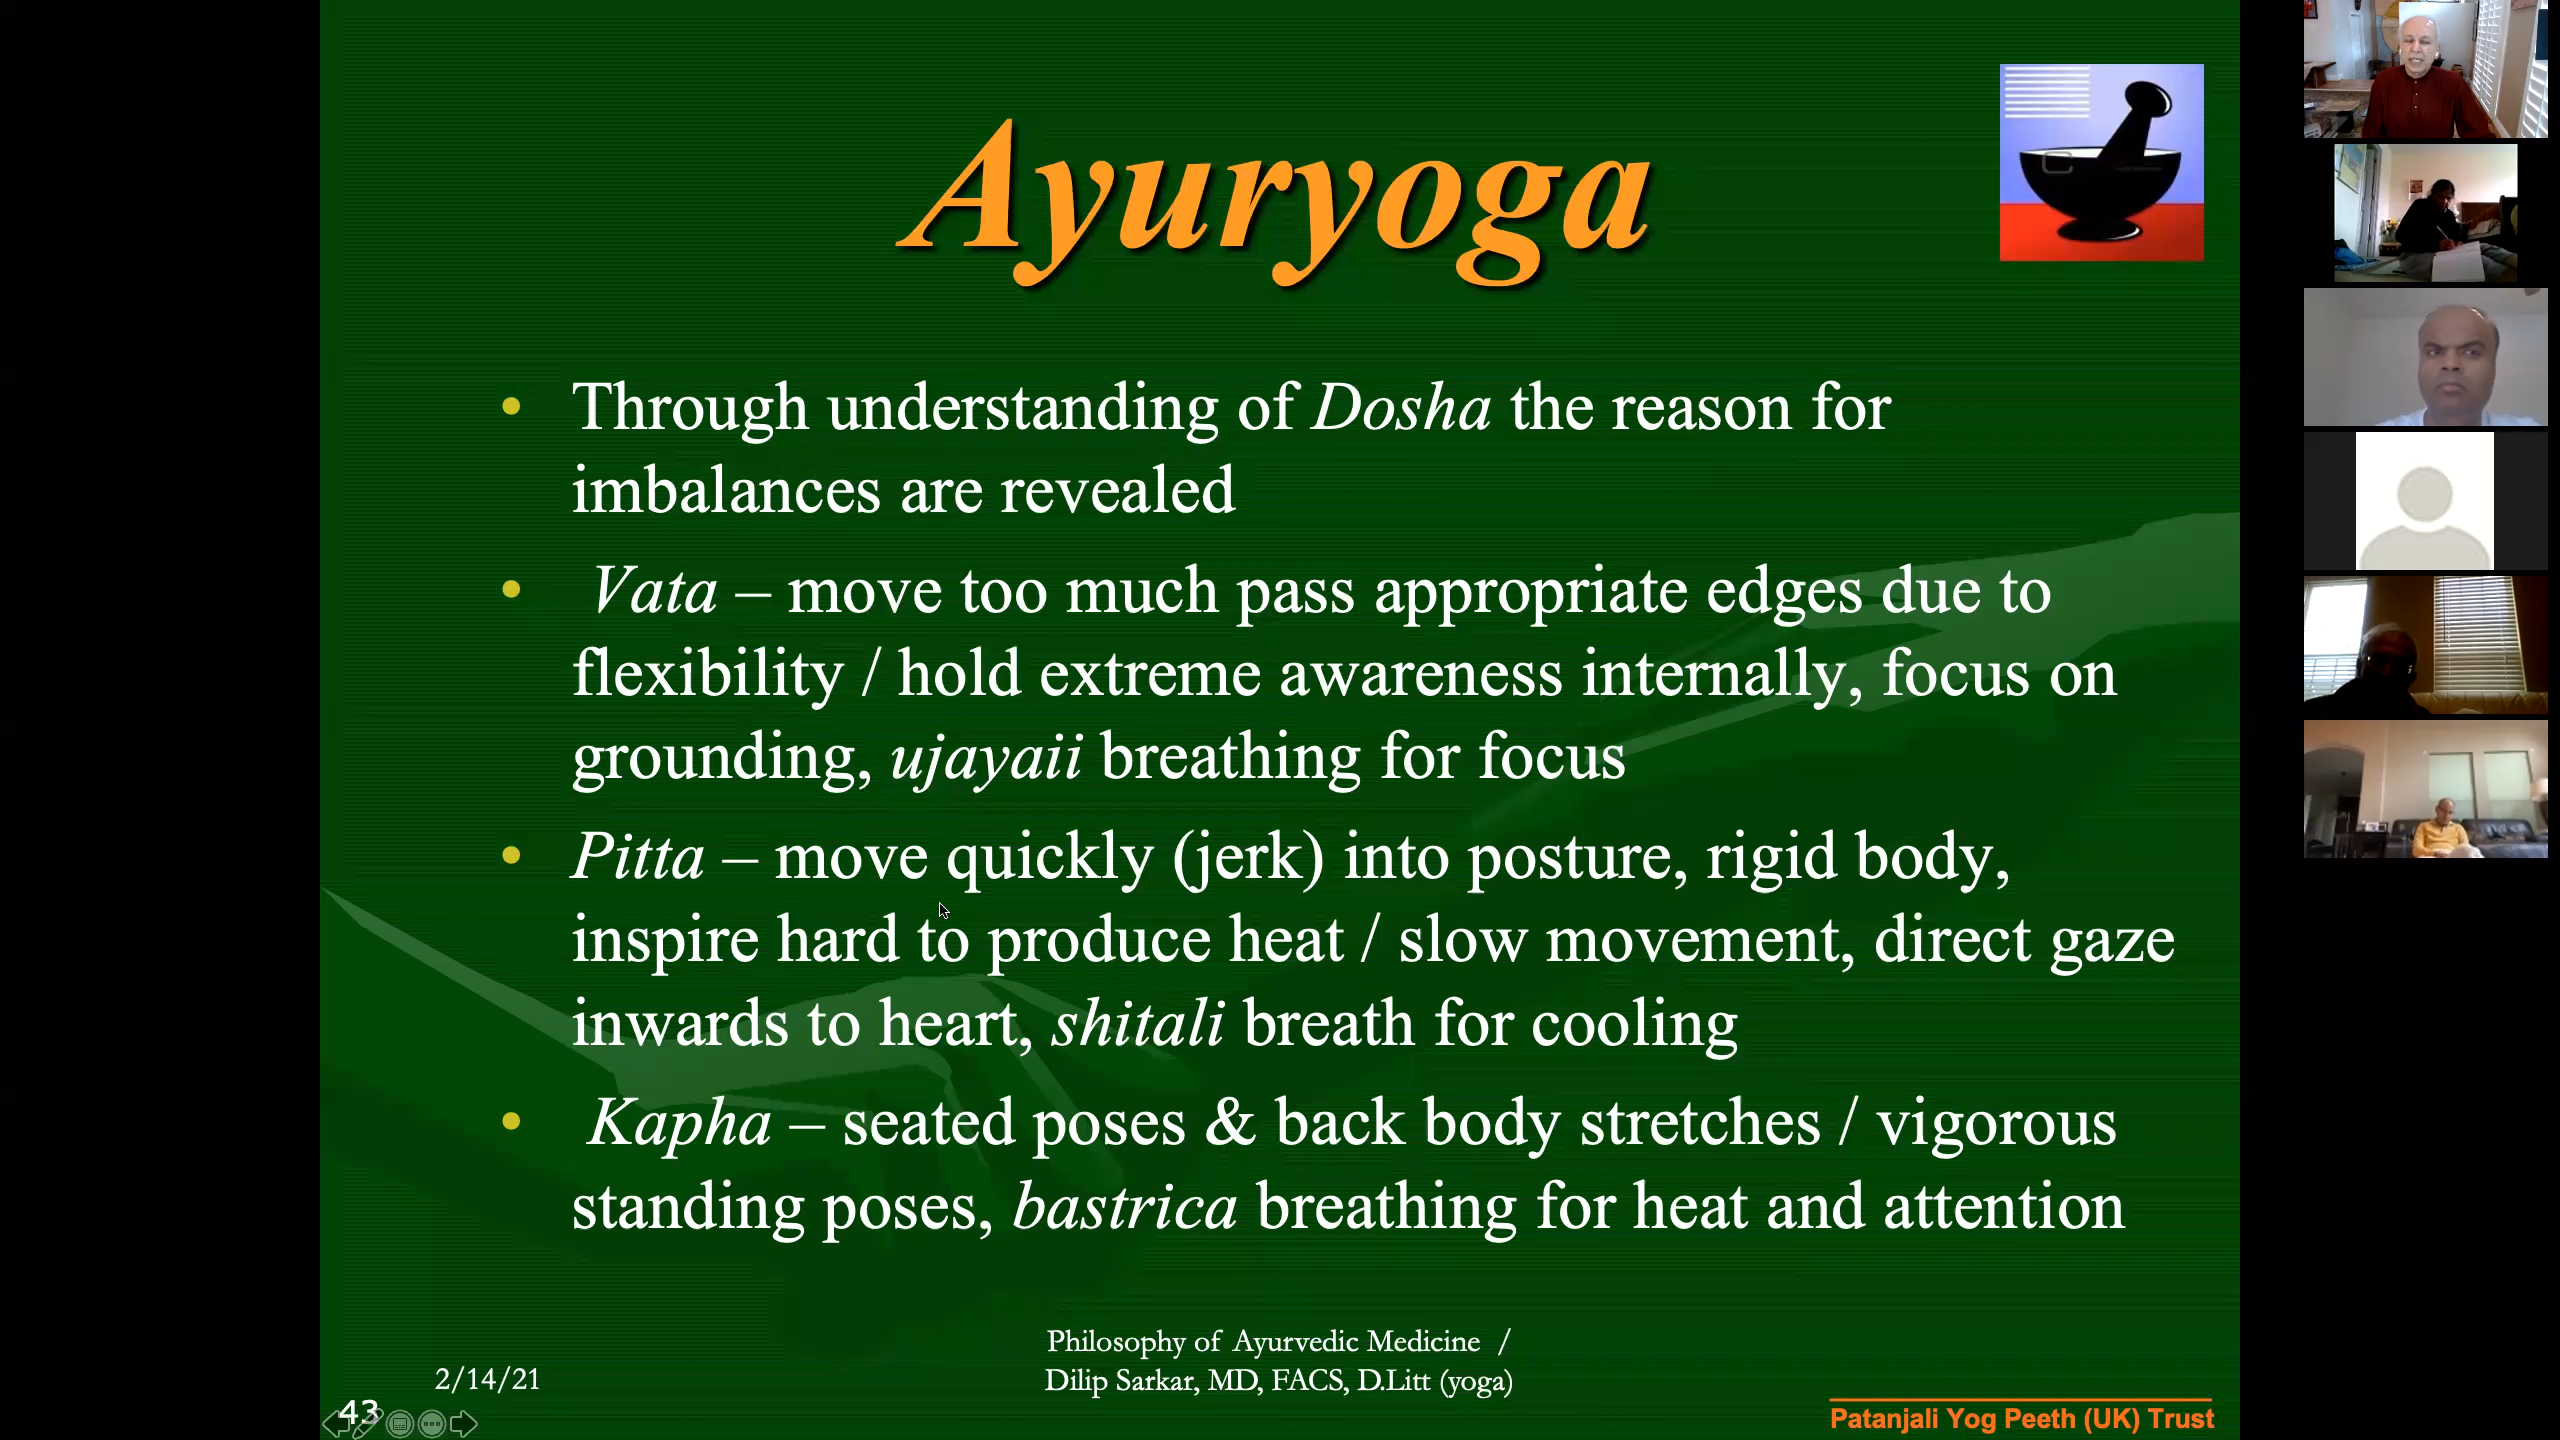 Ayuryoga
• Through understanding of Dosha the reason for
imbalances are revealed
• Vata – move too much pass appropriate edges due to
flexibility / hold extreme awareness internally, focus on
grounding, ujayaii breathing for focus
• Pitta – move quickly (jerk) into posture, rigid body,
inspire hard to produce heat / slow movement, direct gaze
inwards to heart, shitali breath for cooling
• Kapha – seated poses & back body stretches / vigorous
standing poses, bastrica breathing for heat and attention
Philosophy of Ayurvedic Medicine /
Dilip Sarkar, MD, FACS, D.Litt (yoga)
2/14/21
43
Patanjali Yog Peeth (UK) Trust